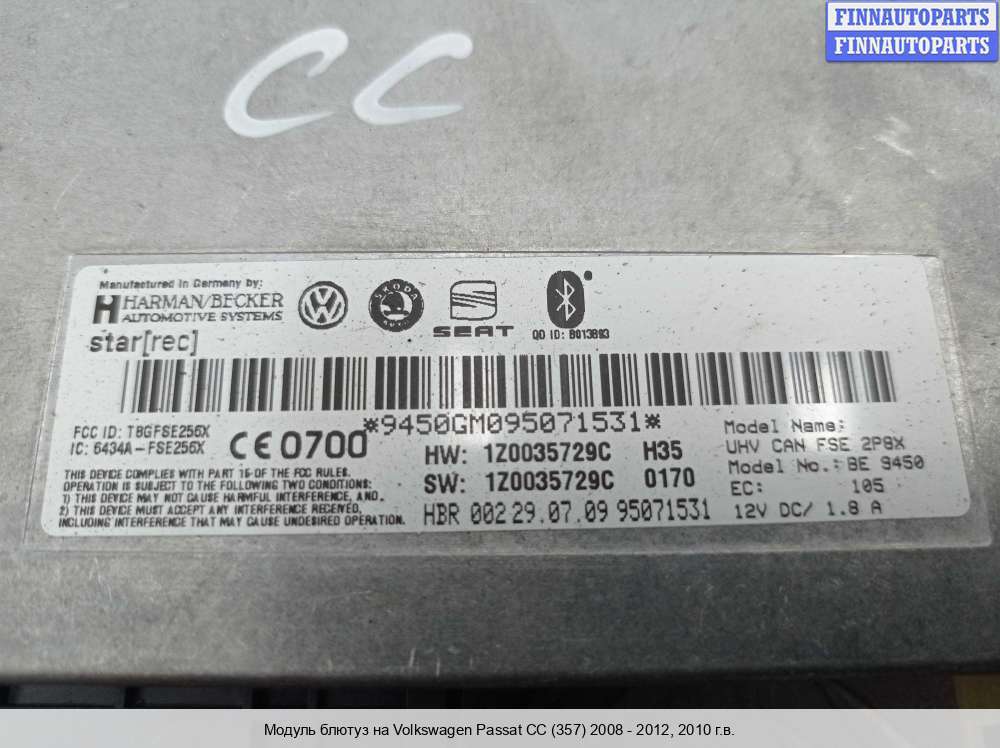 FINNAUTOPARTS
FINNAUTOPARTS
CC
Manufactured in Germany by:
HARMAN/BECKER
AUTOMOTIVE SYSTEMS
star[rec]
ŠKODA
AUTO
SEAT
QD ID: B013803
*9450GM095071531*
FCC ID: T8GFSE256X
IC: 6434A-FSE256X
CE 0700
THIS DEVICE COMPLIES WITH PART 15 OF THE FCC RULES.
OPERATION IS SUBJECT TO THE FOLLOWING TWO CONDITIONS:
1) THIS DEVICE MAY NOT CAUSE HARMFUL INTERFERENCE, AND.
2) THIS DEVICE MUST ACCEPT ANY INTERFERENCE RECEIVED,
INCLUDING INTERFERENCE THAT MAY CAUSE UNDESIRED OPERATION.
HW: 1Z0035729C H35
SW: 1Z0035729C 0170
HBR 002 29.07.09 95071531
Model Name:
UHV CAN FSE 2P8X
Model No.: BE 9450
EC: 105
12V DC/ 1.8 A
Модуль блютуз на Volkswagen Passat CC (357) 2008 - 2012, 2010 г.в.